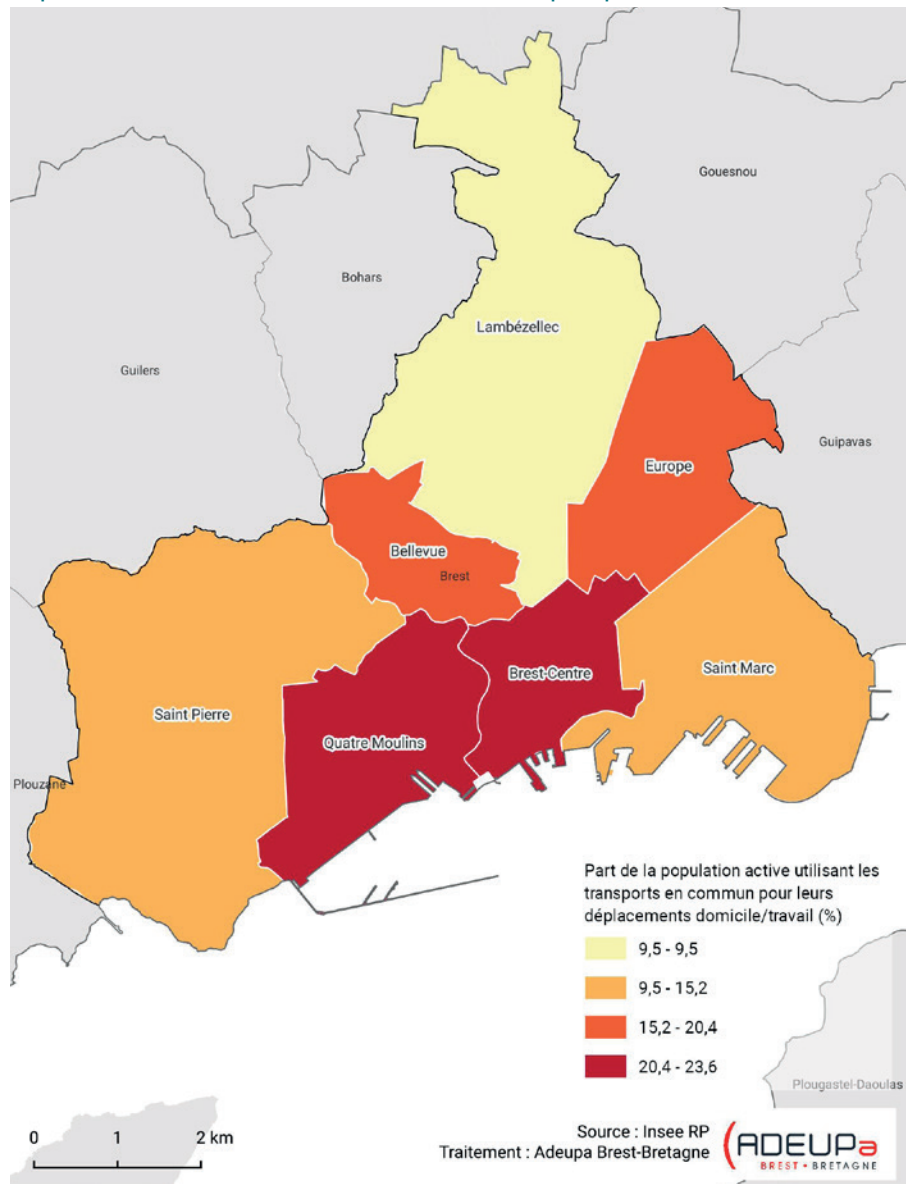 Gouesnou
Bohars
Lambézellec
Guilers
Guipavas
Europe
Bellevue
Brest
Brest-Centre
Saint Marc
Saint Pierre
Quatre Moulins
Plouzané
Part de la population active utilisant les
transports en commun pour leurs
déplacements domicile/travail (%)
9,5 - 9,5
9,5 - 15,2
15,2 - 20,4
20,4 - 23,6
Plougastel-Daoulas
0 1 2 km
Source : Insee RP
Traitement : Adeupa Brest-Bretagne
ADEUPa
BREST • BRETAGNE